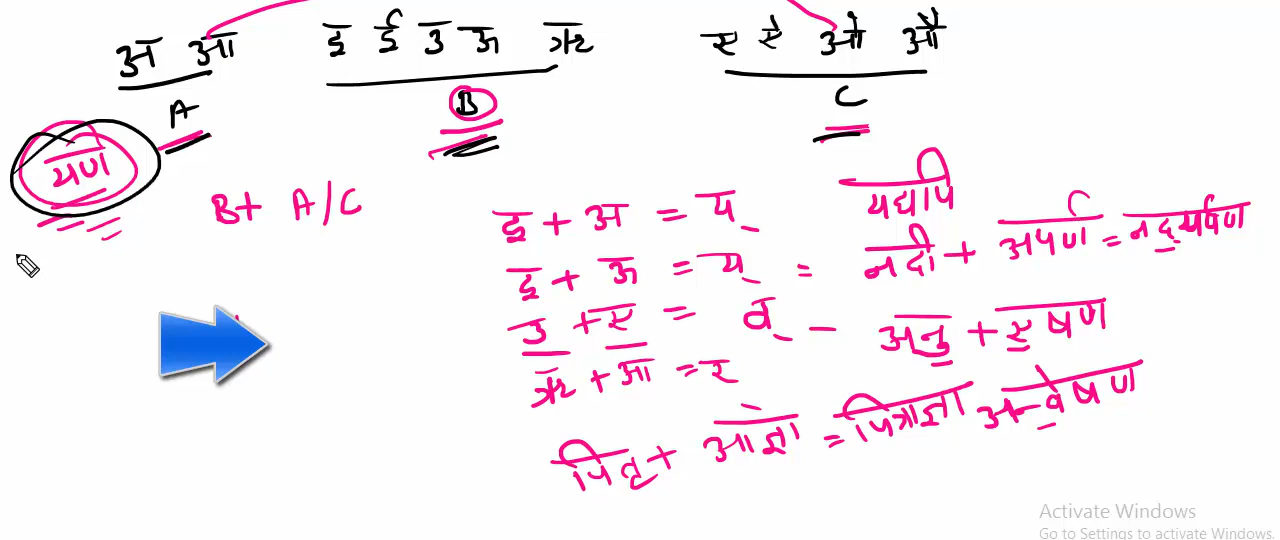 अ आ इ ई उ ऊ ऋ ए ऐ ओ औ
A B C
यण
B+ A/C
इ + अ = य् यद्यपि
इ + ऊ = य् = नदी + अर्पण = नद्यर्पण
उ + ए = व् – अनु + एषण
ऋ + आ = र
पितृ + आज्ञा = पित्राज्ञा अन्वेषण
Activate Windows
Go to Settings to activate Windows.